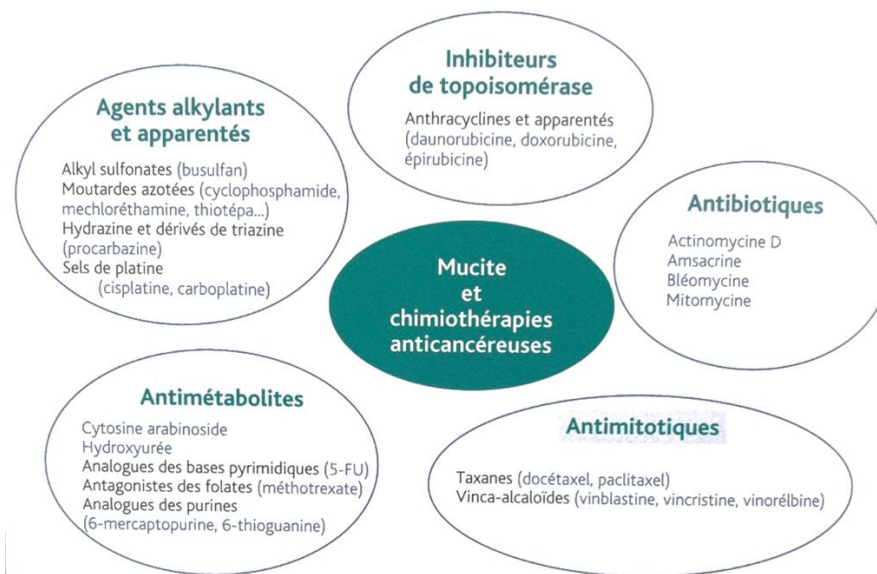 Inhibiteurs
de topoisomérase
Anthracyclines et apparentés
(daunorubicine, doxorubicine,
épirubicine)
Agents alkylants
et apparentés
Alkyl sulfonates (busulfan)
Moutardes azotées (cyclophosphamide,
mechloréthamine, thiotépa...)
Hydrazine et dérivés de triazine
(procarbazine)
Sels de platine
(cisplatine, carboplatine)
Antibiotiques
Actinomycine D
Amsacrine
Bléomycine
Mitomycine
Mucite
et
chimiothérapies
anticancéreuses
Antimétabolites
Cytosine arabinoside
Hydroxyurée
Analogues des bases pyrimidiques (5-FU)
Antagonistes des folates (méthotrexate)
Analogues des purines
(6-mercaptopurine, 6-thioguanine)
Antimitotiques
Taxanes (docétaxel, paclitaxel)
Vinca-alcaloïdes (vinblastine, vincristine, vinorélbine)